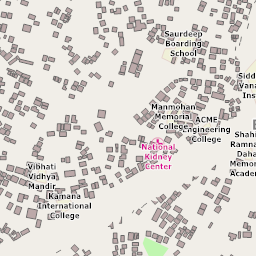 Saurdeep
Boarding
School
Sidd
Vana
Ins
Manmohan
Memorial
College
ACME
Engineering
College
Shah
Ramna
Daha
Memor
Acade
National
Kidney
Center
Vibhati
Vidhya
Mandir
Kamana
International
College